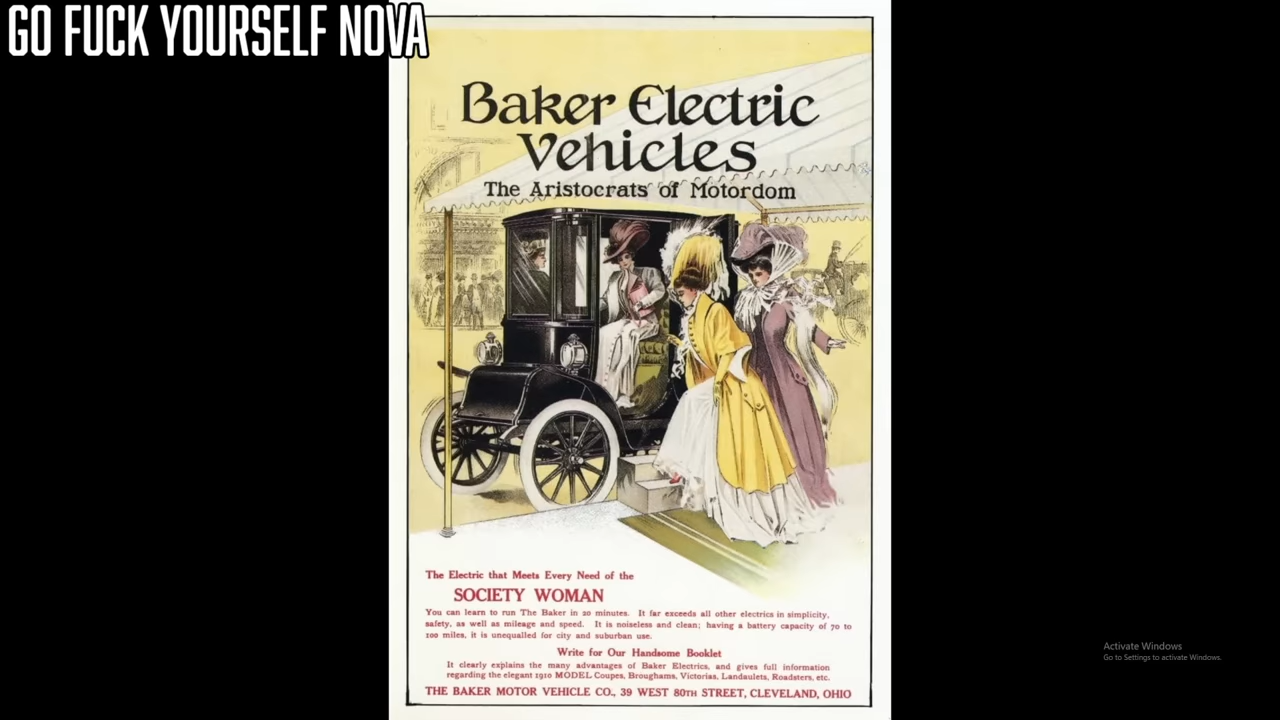 GO FUCK YOURSELF NOVA
Baker Electric
Vehicles
The Aristocrats of Motordom
The Electric that Meets Every Need of the
SOCIETY WOMAN
You can learn to run The Baker in 20 minutes. It far exceeds all other electrics in simplicity,
safety, as well as mileage and speed. It is noiseless and clean; having a battery capacity of 70 to
100 miles, it is unequalled for city and suburban use.
Write for Our Handsome Booklet
It clearly explains the many advantages of Baker Electrics, and gives full information
regarding the elegant 1910 MODEL Coupes, Broughams, Victorias, Landaulets, Roadsters, etc.
THE BAKER MOTOR VEHICLE CO., 39 WEST 80TH STREET, CLEVELAND, OHIO
Activate Windows
Go to Settings to activate Windows.